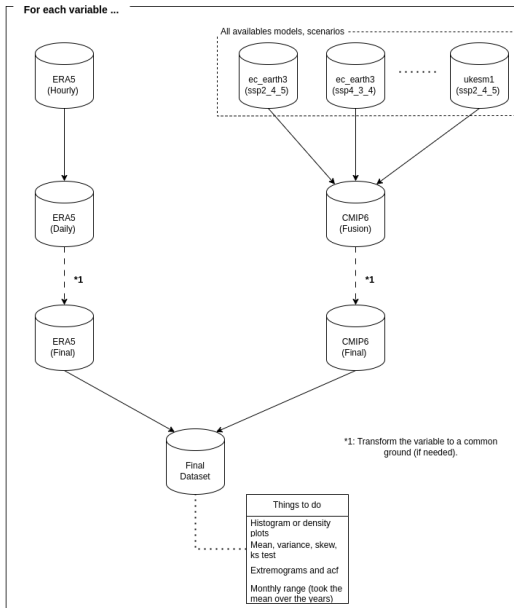 For each variable ...
All availables models, scenarios
ERA5
(Hourly)
ec_earth3
(ssp2_4_5)
ec_earth3
(ssp4_3_4)
ukesm1
(ssp2_4_5)
ERA5
(Daily)
CMIP6
(Fusion)
*1
*1
ERA5
(Final)
CMIP6
(Final)
*1: Transform the variable to a common
ground (if needed).
Final
Dataset
Things to do
Histogram or density
plots
Mean, variance, skew,
ks test
Extremograms and acf
Monthly range (took the
mean over the years)